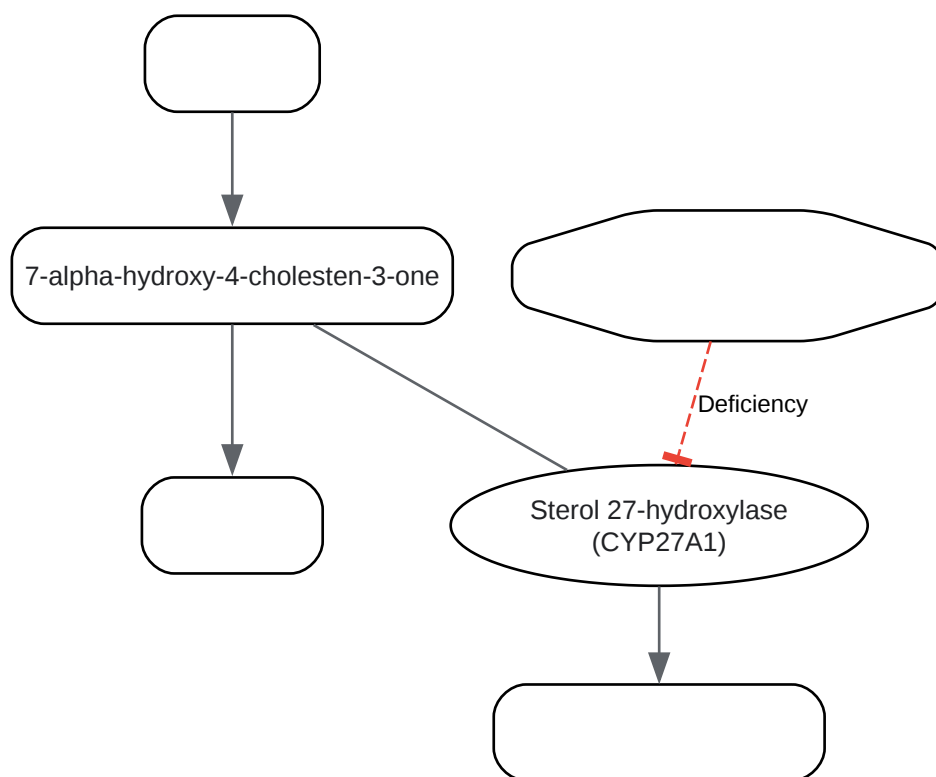 7-alpha-hydroxy-4-cholesten-3-one
Deficiency
Sterol 27-hydroxylase
(CYP27A1)